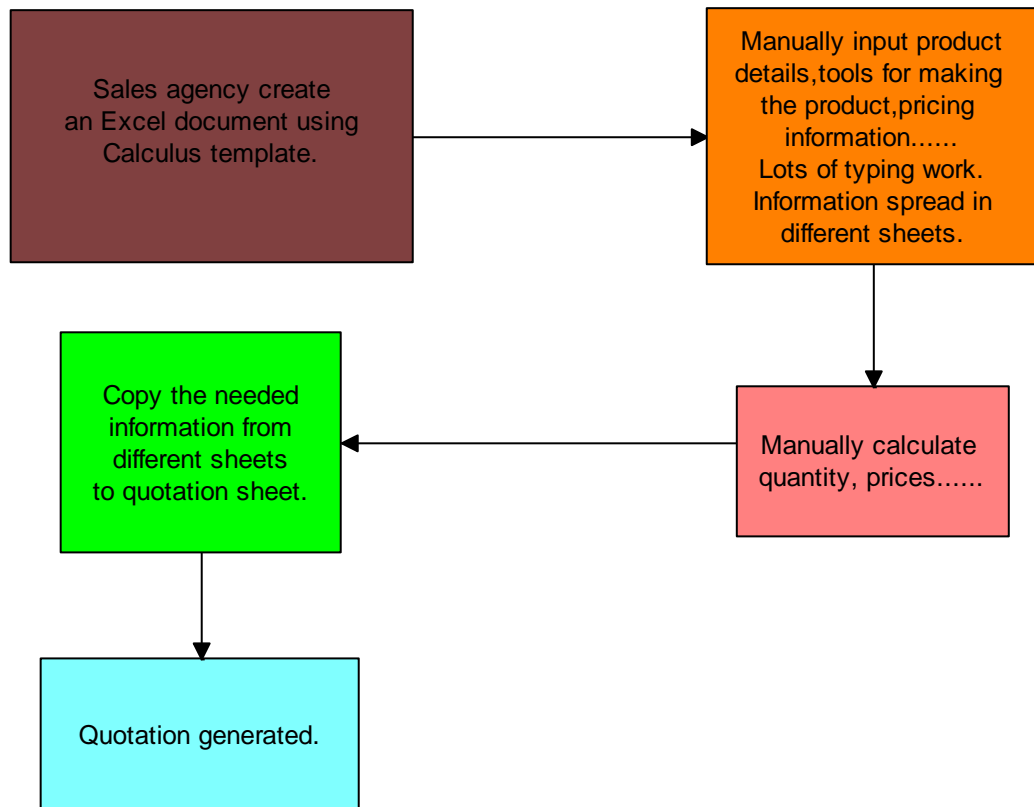 Sales agency create
an Excel document using
Calculus template.
Manually input product
details,tools for making
the product,pricing
information......
Lots of typing work.
Information spread in
different sheets.
Manually calculate
quantity, prices......
Copy the needed
information from
different sheets
to quotation sheet.
Quotation generated.